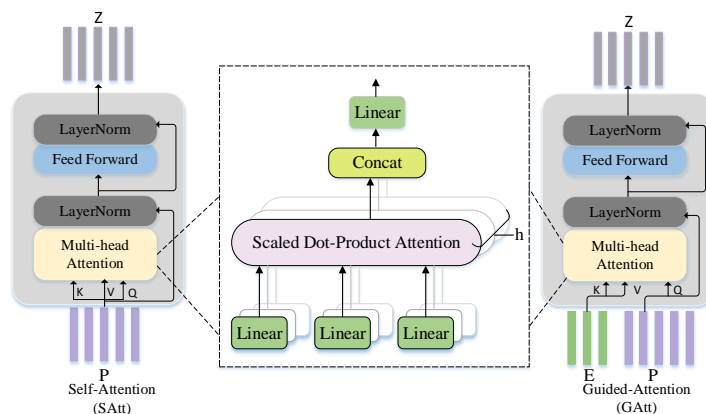 Z
LayerNorm
Feed Forward
LayerNorm
Multi-head
Attention
K V Q
P
Self-Attention
(SAtt)
Linear
Concat
Scaled Dot-Product Attention
h
Linear Linear Linear
Z
LayerNorm
Feed Forward
LayerNorm
Multi-head
Attention
K V Q
E P
Guided-Attention
(GAtt)